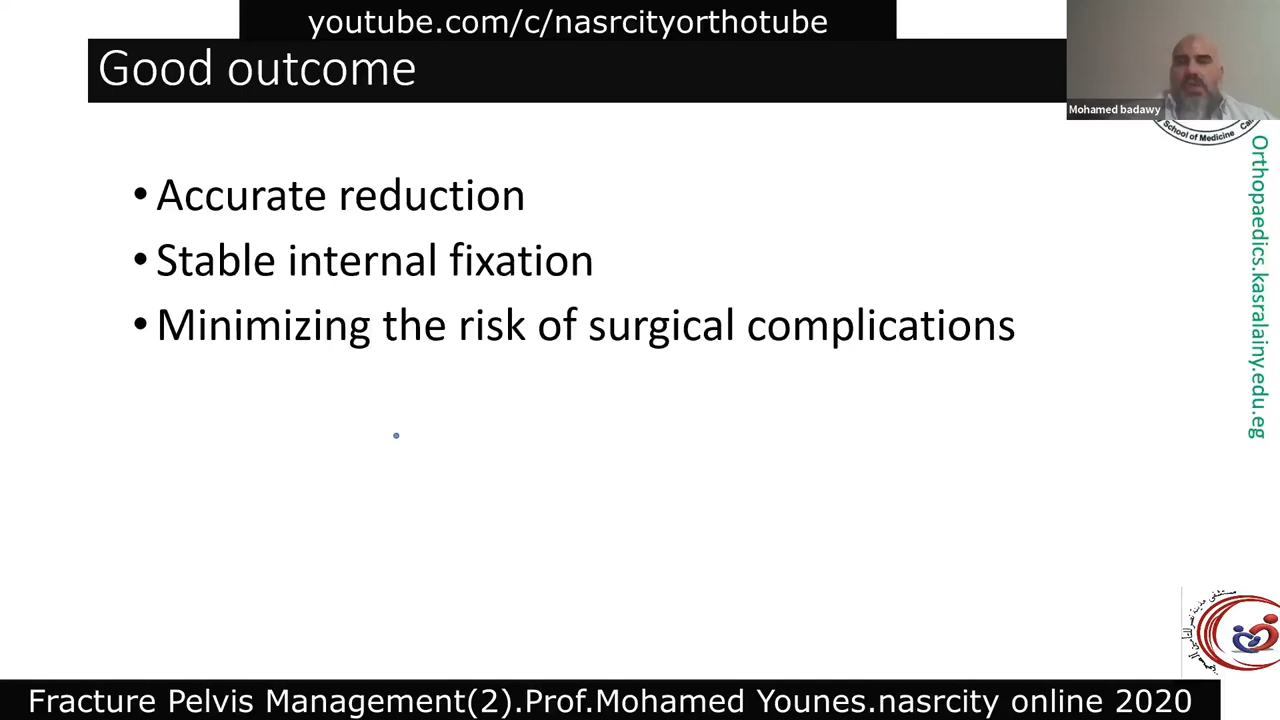 youtube.com/c/nasrcityorthotube
Good outcome
Mohamed badawy
School of Medicine
• Accurate reduction
• Stable internal fixation
• Minimizing the risk of surgical complications
Orthopaedics.kasralainy.edu.eg
Fracture Pelvis Management(2).Prof.Mohamed Younes.nasrcity online 2020